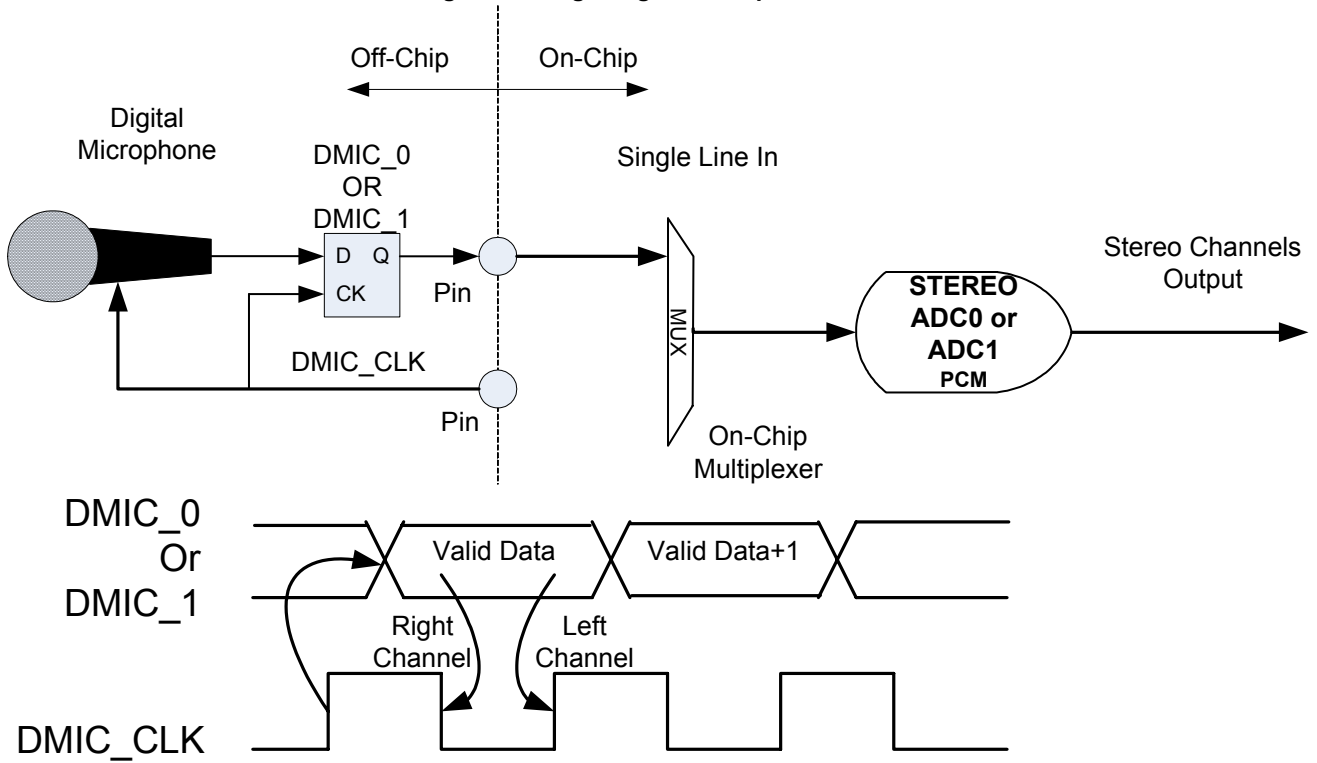 Off-Chip
On-Chip
Digital
Microphone
DMIC_0
OR
DMIC_1
Single Line In
D Q
CK
Pin
DMIC_CLK
Pin
MUX
On-Chip
Multiplexer
STEREO
ADC0 or
ADC1
PCM
Stereo Channels
Output
DMIC_0
Or
DMIC_1
Valid Data
Valid Data+1
Right
Channel
Left
Channel
DMIC_CLK